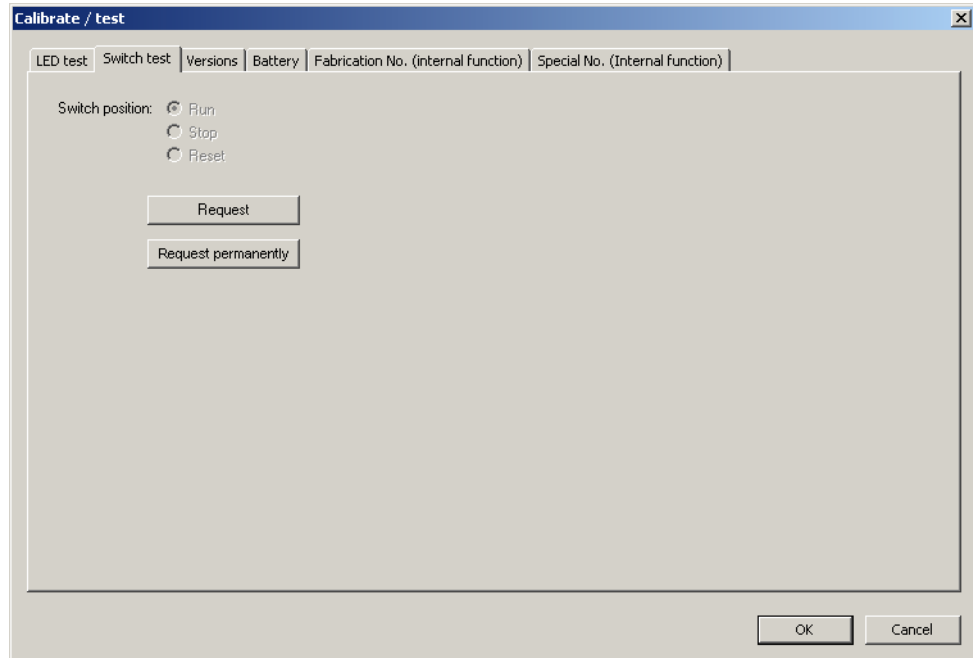 Calibrate / test
LED test Switch test Versions Battery Fabrication No. (internal function) Special No. (Internal function)
Switch position: Run
Stop
Reset
Request
Request permanently
OK Cancel